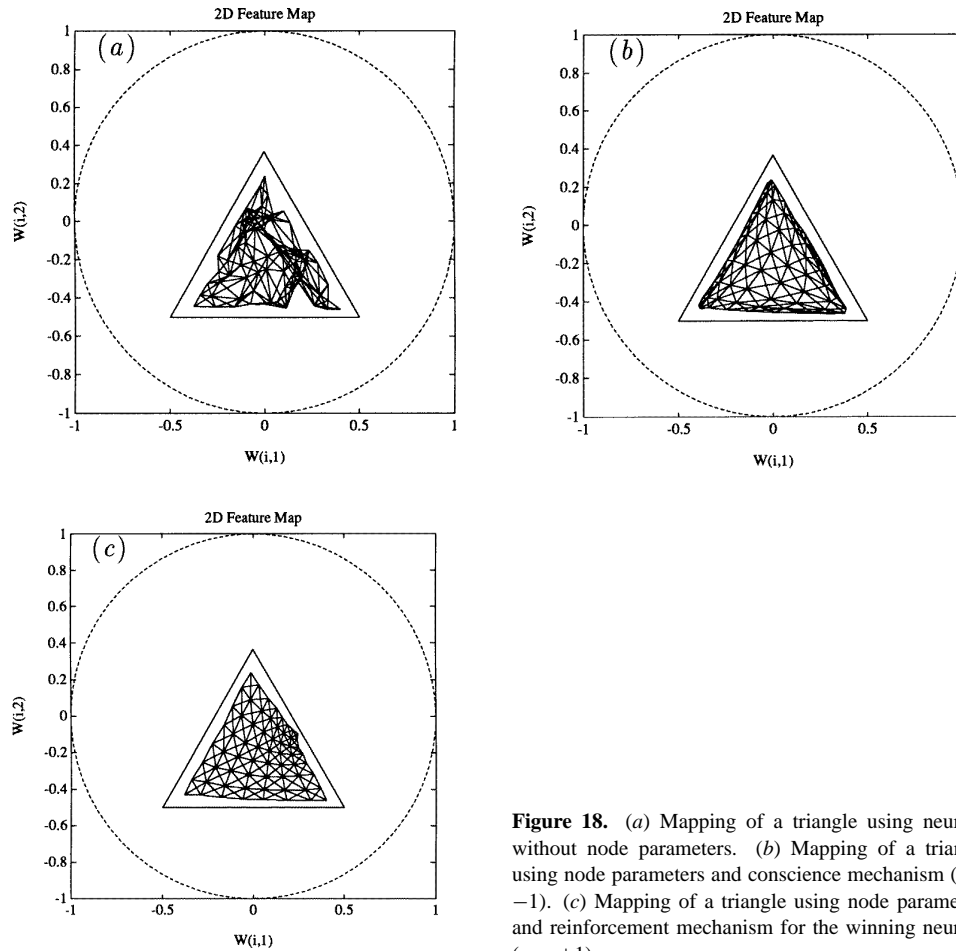 2D Feature Map
(a)
1
0.8
0.6
0.4
0.2
0
-0.2
-0.4
-0.6
-0.8
-1
W(i,2)
-1
-0.5
0
0.5
1
W(i,1)
2D Feature Map
(b)
1
0.8
0.6
0.4
0.2
0
-0.2
-0.4
-0.6
-0.8
-1
W(i,2)
-1
-0.5
0
0.5
W(i,1)
2D Feature Map
(c)
1
0.8
0.6
0.4
0.2
0
-0.2
-0.4
-0.6
-0.8
-1
W(i,2)
-1
-0.5
0
0.5
1
W(i,1)
Figure 18. (a) Mapping of a triangle using neur
without node parameters. (b) Mapping of a trian
using node parameters and conscience mechanism (
−1). (c) Mapping of a triangle using node parame
and reinforcement mechanism for the winning neur